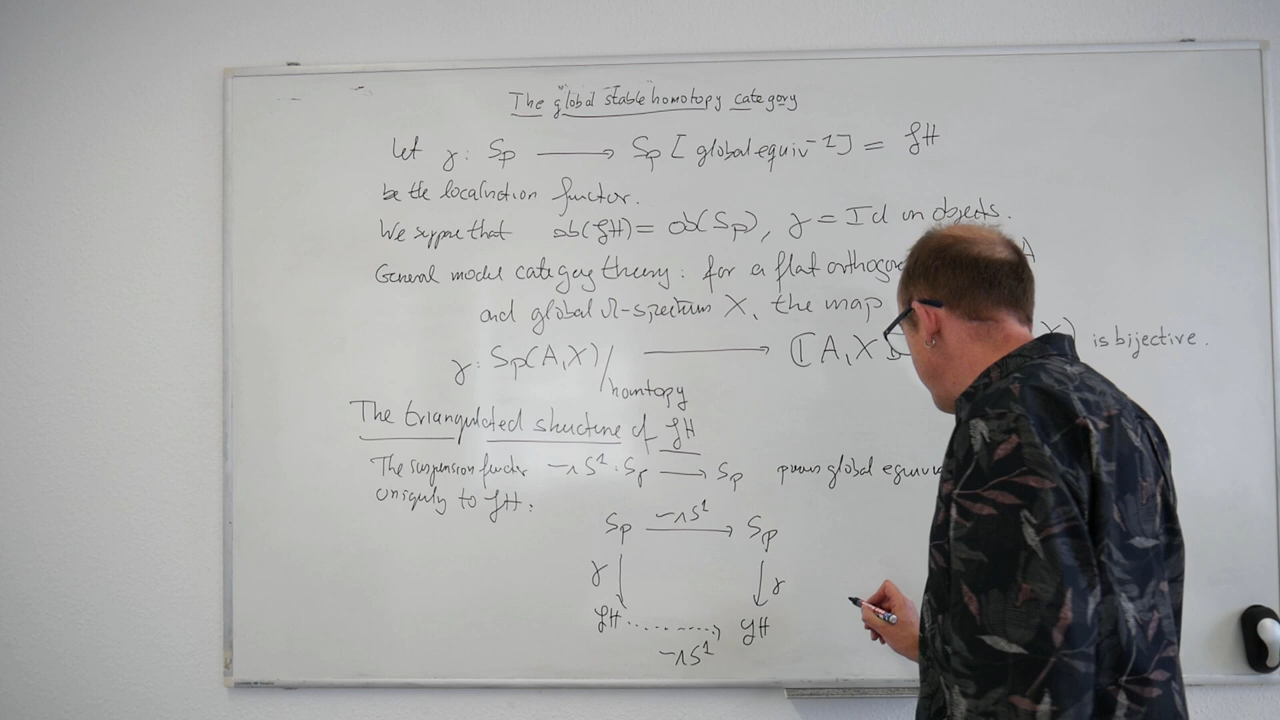 The "global stable" homotopy category
Let γ : Sp ⟶ Sp [ global equiv⁻¹ ] = 𝒢H
be the localization functor.
We suppose that ob(𝒢H) = ob(Sp), γ = Id on objects.
General model category theory : for a flat A
and global Ω-spectrum X, the map
γ : Sp(A,X)/homotopy ⟶ ⟦A,X⟧ X) is bijective.
The triangulated structure of 𝒢H
The suspension functor -∧S¹ : Sp ⟶ Sp global
uniquely to 𝒢H.
Sp -∧S¹ ⟶ Sp
γ ↓ ↓ γ
𝒢H ⇢ 𝒢H
-∧S¹